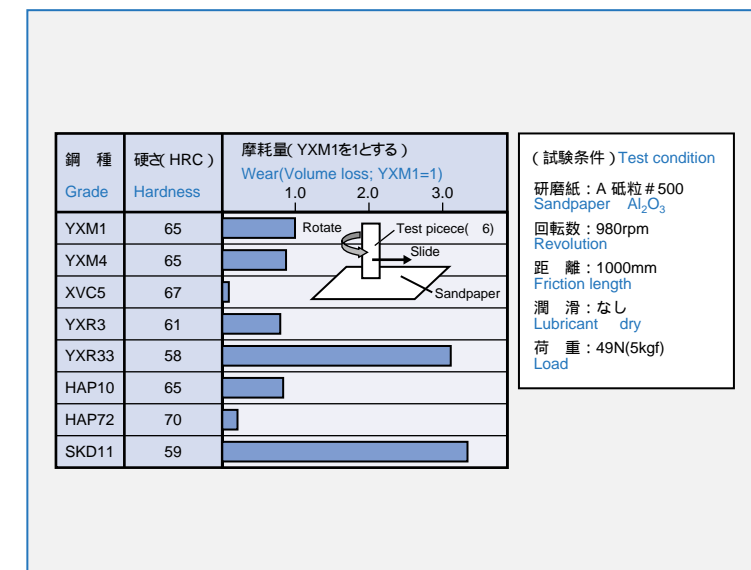 鋼 種
Grade
硬さ( HRC )
Hardness
摩耗量( YXM1を1とする )
Wear(Volume loss; YXM1=1)
1.0 2.0 3.0
YXM1 65
YXM4 65
XVC5 67
YXR3 61
YXR33 58
HAP10 65
HAP72 70
SKD11 59
Rotate
Test picece( 6)
Slide
Sandpaper
( 試験条件 ) Test condition
研磨紙 : A 砥粒 # 500
Sandpaper Al₂O₃
回転数 : 980rpm
Revolution
距 離 : 1000mm
Friction length
潤 滑 : なし
Lubricant dry
荷 重 : 49N(5kgf)
Load